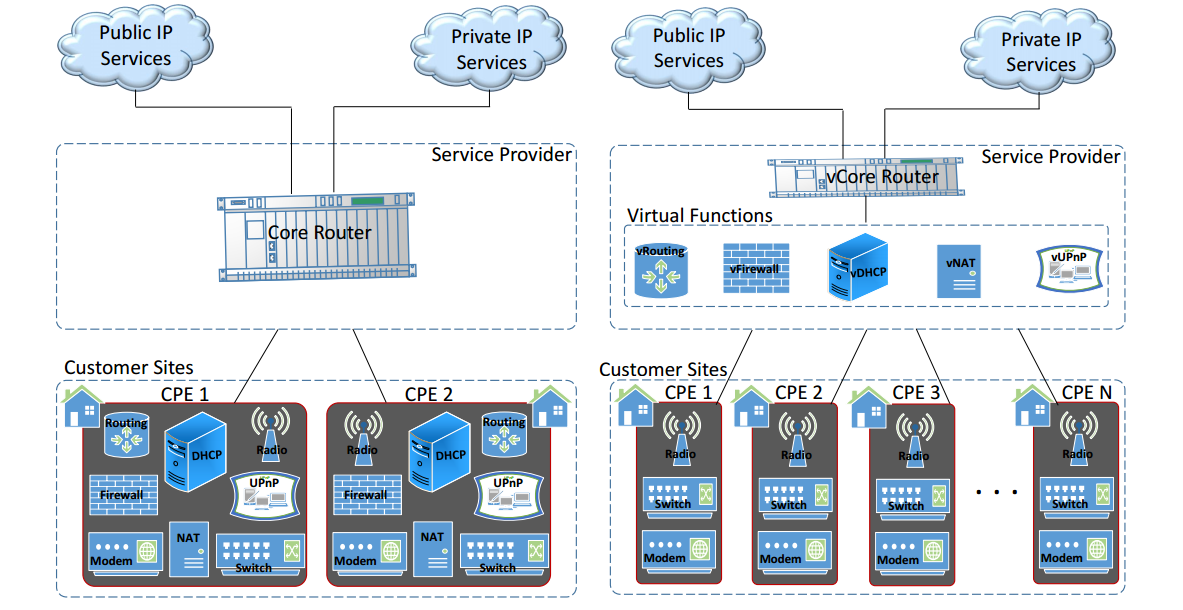 Public IP
Services
Private IP
Services
Service Provider
Core Router
Customer Sites
CPE 1
Routing
DHCP
Radio
Firewall
UPnP
Modem
NAT
Switch
CPE 2
Radio
DHCP
Routing
Firewall
UPnP
Modem
NAT
Switch
Public IP
Services
Private IP
Services
Service Provider
vCore Router
Virtual Functions
vRouting
vFirewall
vDHCP
vNAT
vUPnP
Customer Sites
CPE 1
Radio
Switch
Modem
CPE 2
Radio
Switch
Modem
CPE 3
Radio
Switch
Modem
. . .
CPE N
Radio
Switch
Modem